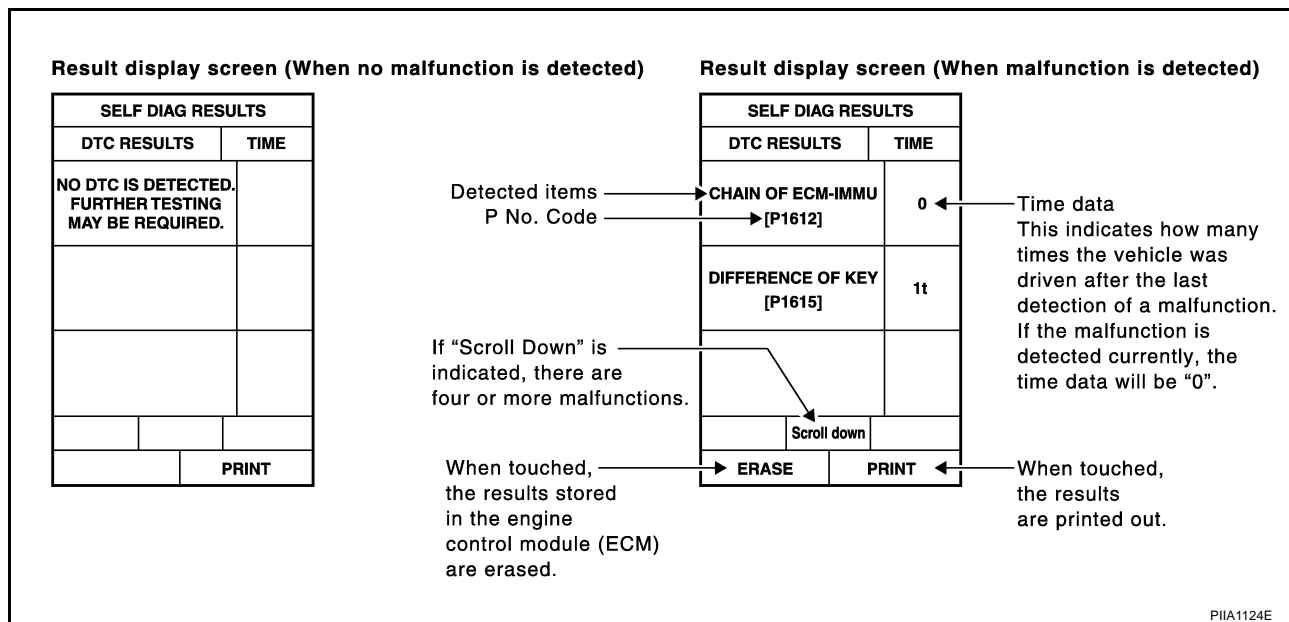 Result display screen (When no malfunction is detected)
SELF DIAG RESULTS
DTC RESULTS
TIME
NO DTC IS DETECTED.
FURTHER TESTING
MAY BE REQUIRED.
PRINT
Result display screen (When malfunction is detected)
SELF DIAG RESULTS
DTC RESULTS
TIME
Detected items
CHAIN OF ECM-IMMU
P No. Code
[P1612]
0
Time data
This indicates how many
times the vehicle was
driven after the last
detection of a malfunction.
If the malfunction is
detected currently, the
time data will be “0”.
DIFFERENCE OF KEY
[P1615]
1t
If “Scroll Down” is
indicated, there are
four or more malfunctions.
Scroll down
When touched,
the results stored
in the engine
control module (ECM)
are erased.
ERASE
PRINT
When touched,
the results
are printed out.
PIIA1124E